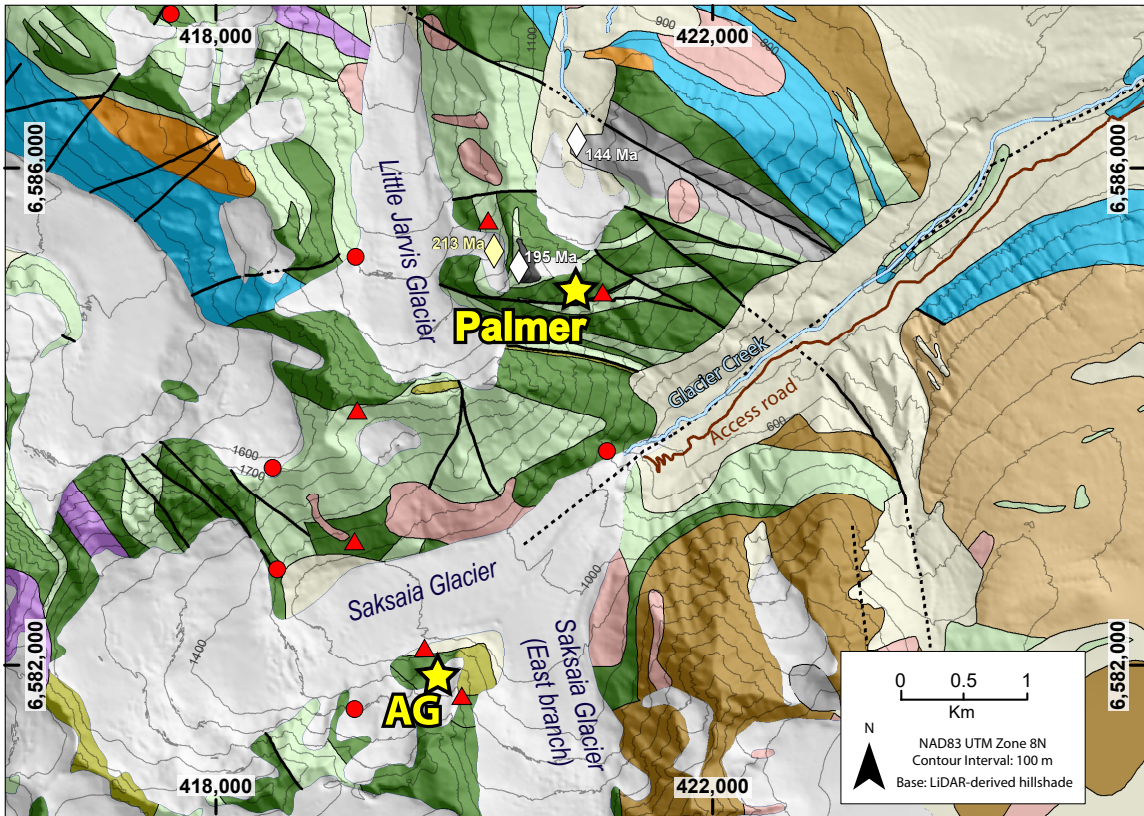 418,000
422,000
900
800
1100
6,586,000
6,586,000
144 Ma
Little Jarvis Glacier
213 Ma
195 Ma
Palmer
Glacier Creek
Access road
600
1600
1700
1000
Saksaia Glacier
Saksaia Glacier
(East branch)
1400
6,582,000
6,582,000
AG
0 0.5 1
Km
N
NAD83 UTM Zone 8N
Contour Interval: 100 m
Base: LiDAR-derived hillshade
418,000
422,000